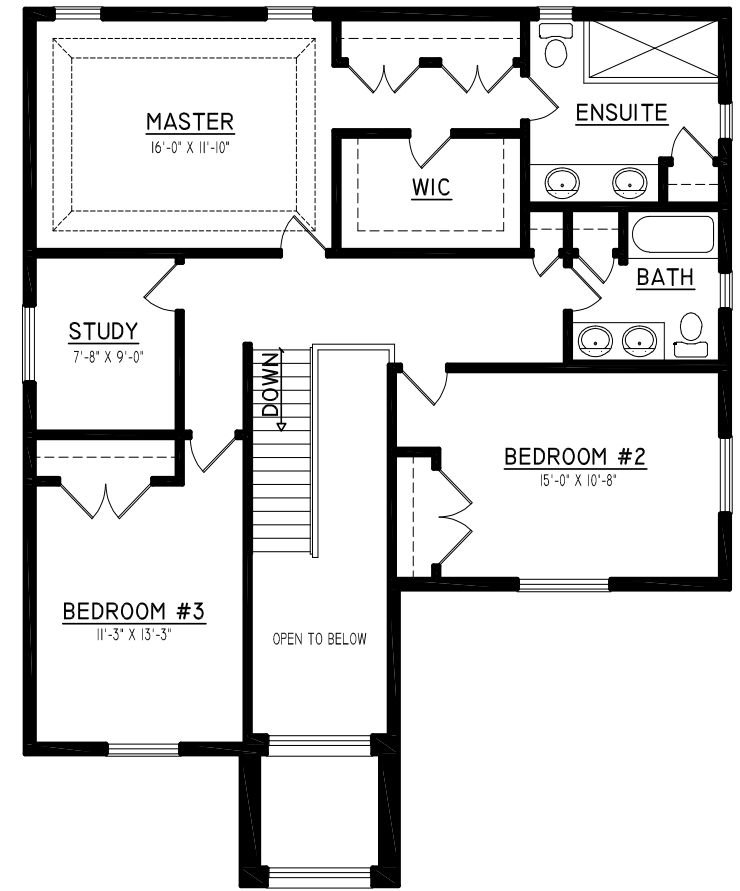 MASTER
16'-0" X 11'-10"
ENSUITE
WIC
BATH
STUDY
7'-8" X 9'-0"
DOWN
BEDROOM #2
15'-0" X 10'-8"
BEDROOM #3
11'-3" X 13'-3"
OPEN TO BELOW